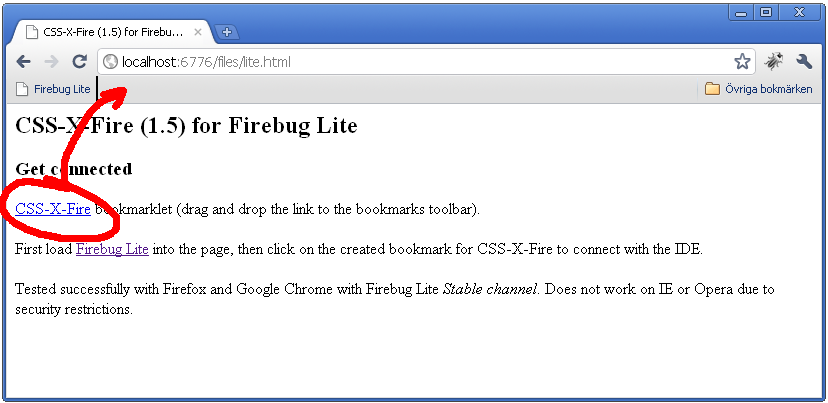 CSS-X-Fire (1.5) for Firebu...
localhost:6776/files/lite.html
Firebug Lite
Övriga bokmärken
CSS-X-Fire (1.5) for Firebug Lite
Get connected
CSS-X-Fire bookmarklet (drag and drop the link to the bookmarks toolbar).
First load Firebug Lite into the page, then click on the created bookmark for CSS-X-Fire to connect with the IDE.
Tested successfully with Firefox and Google Chrome with Firebug Lite Stable channel. Does not work on IE or Opera due to
security restrictions.